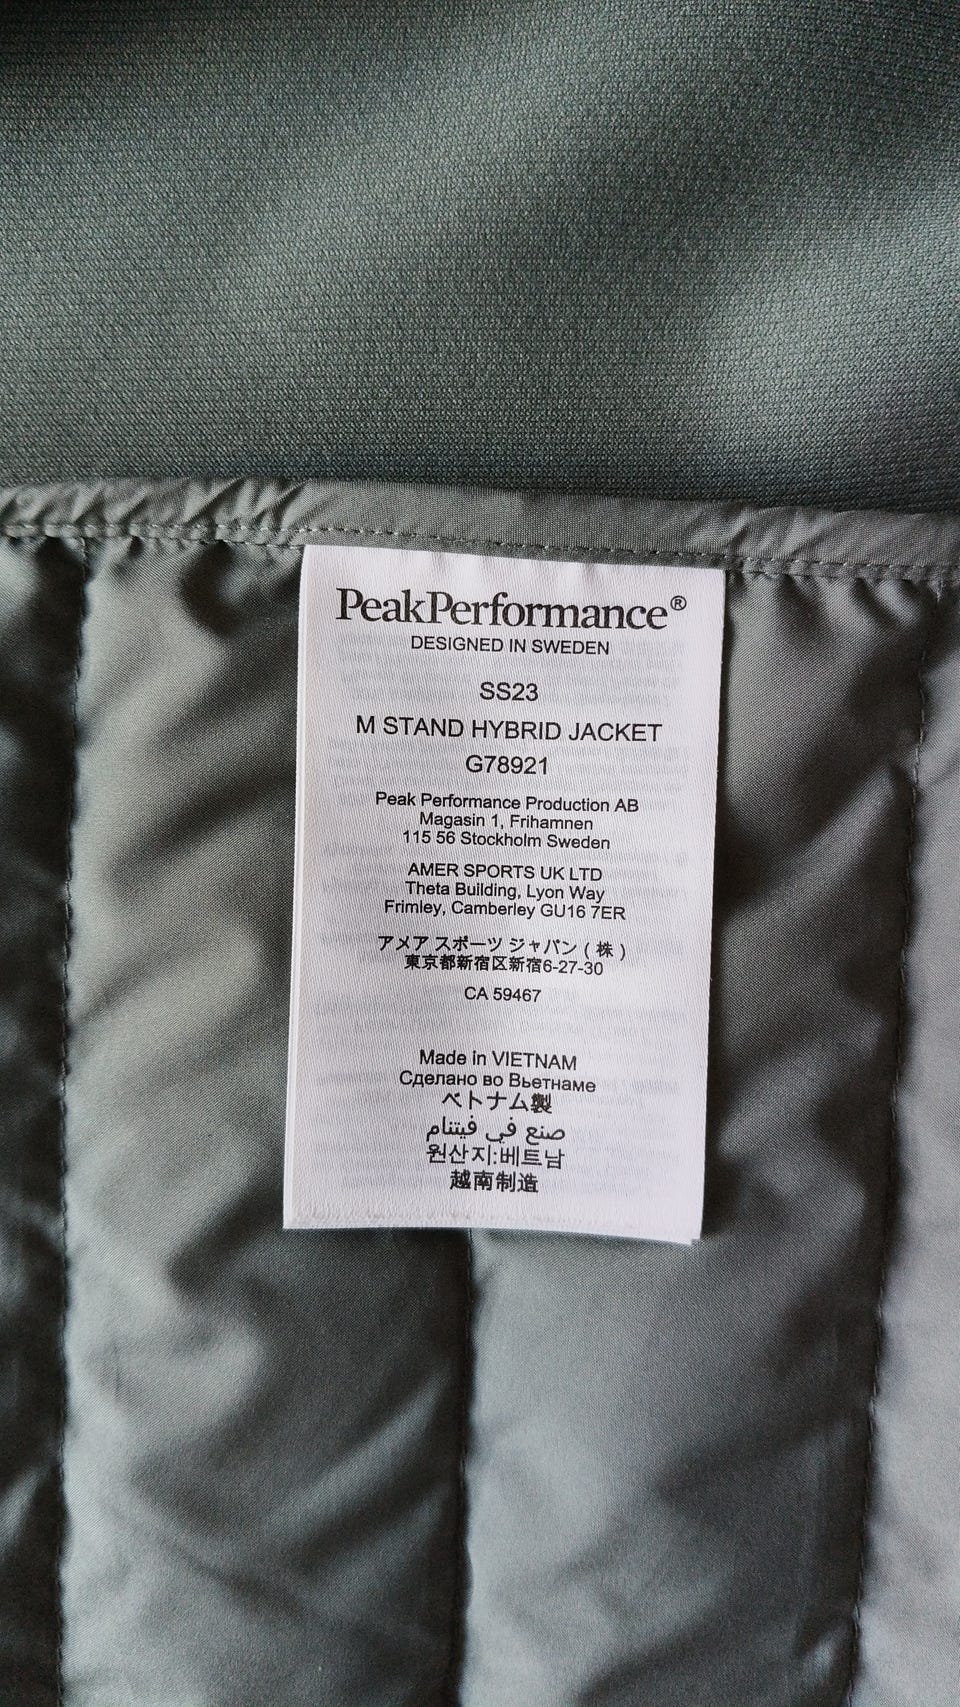 PeakPerformance®
DESIGNED IN SWEDEN
SS23
M STAND HYBRID JACKET
G78921
Peak Performance Production AB
Magasin 1, Frihamnen
115 56 Stockholm Sweden
AMER SPORTS UK LTD
Theta Building, Lyon Way
Frimley, Camberley GU16 7ER
アメア スポーツ ジャパン ( 株 )
東京都新宿区新宿6-27-30
CA 59467
Made in VIETNAM
Сделано во Вьетнаме
ベトナム製
صنع في فيتنام
원산지:베트남
越南制造